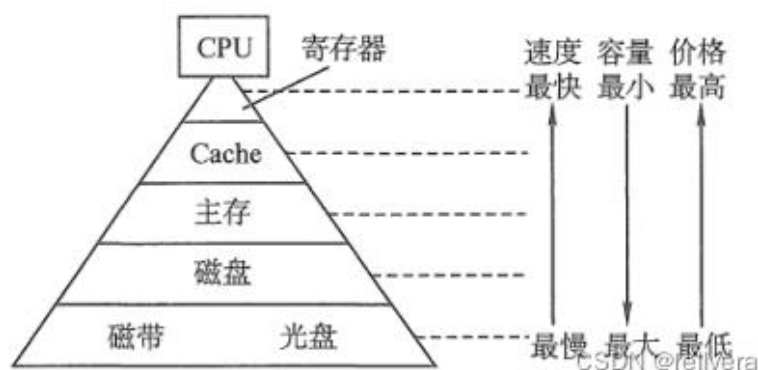 CPU
寄存器
速度 容量 价格
最快 最小 最高
Cache
主存
磁盘
磁带 光盘
最慢 最大 最低
CSDN @relivera